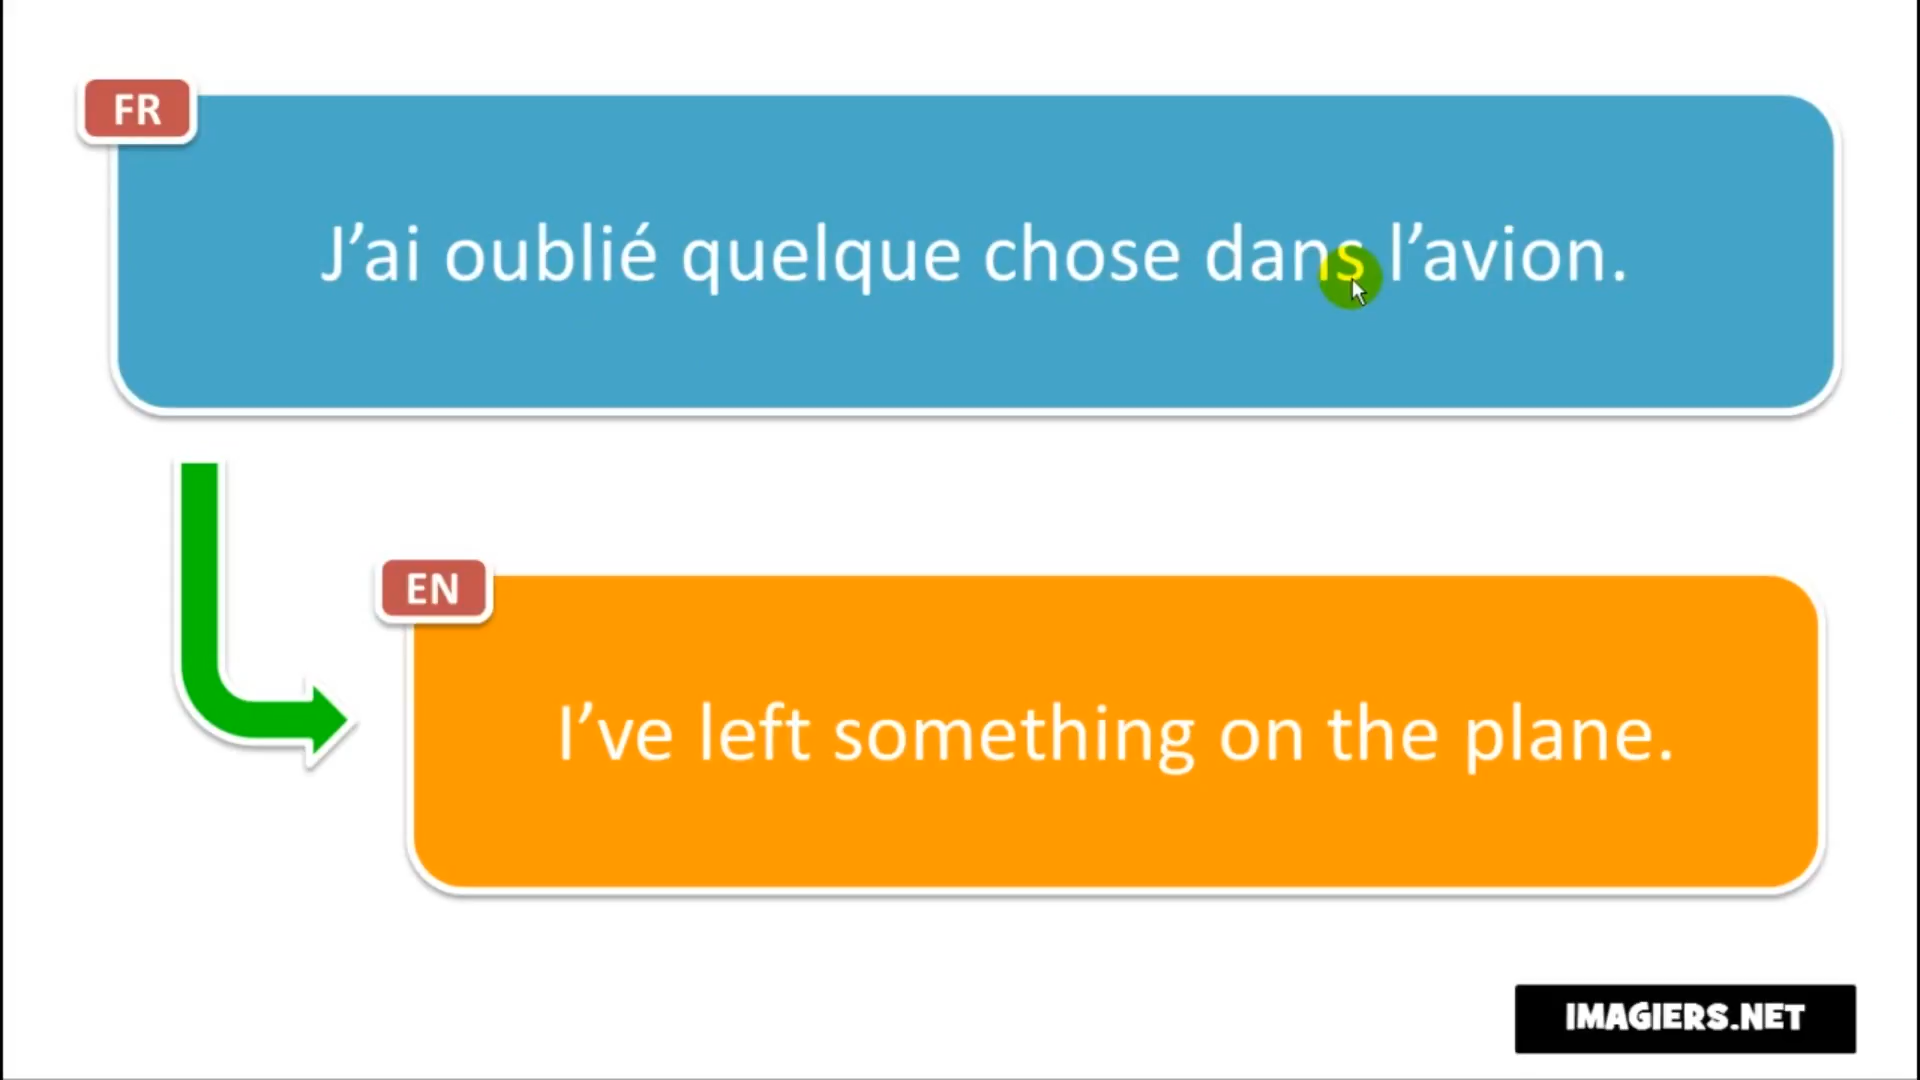 FR
J’ai oublié quelque chose dans l’avion.
EN
I’ve left something on the plane.
IMAGIERS.NET